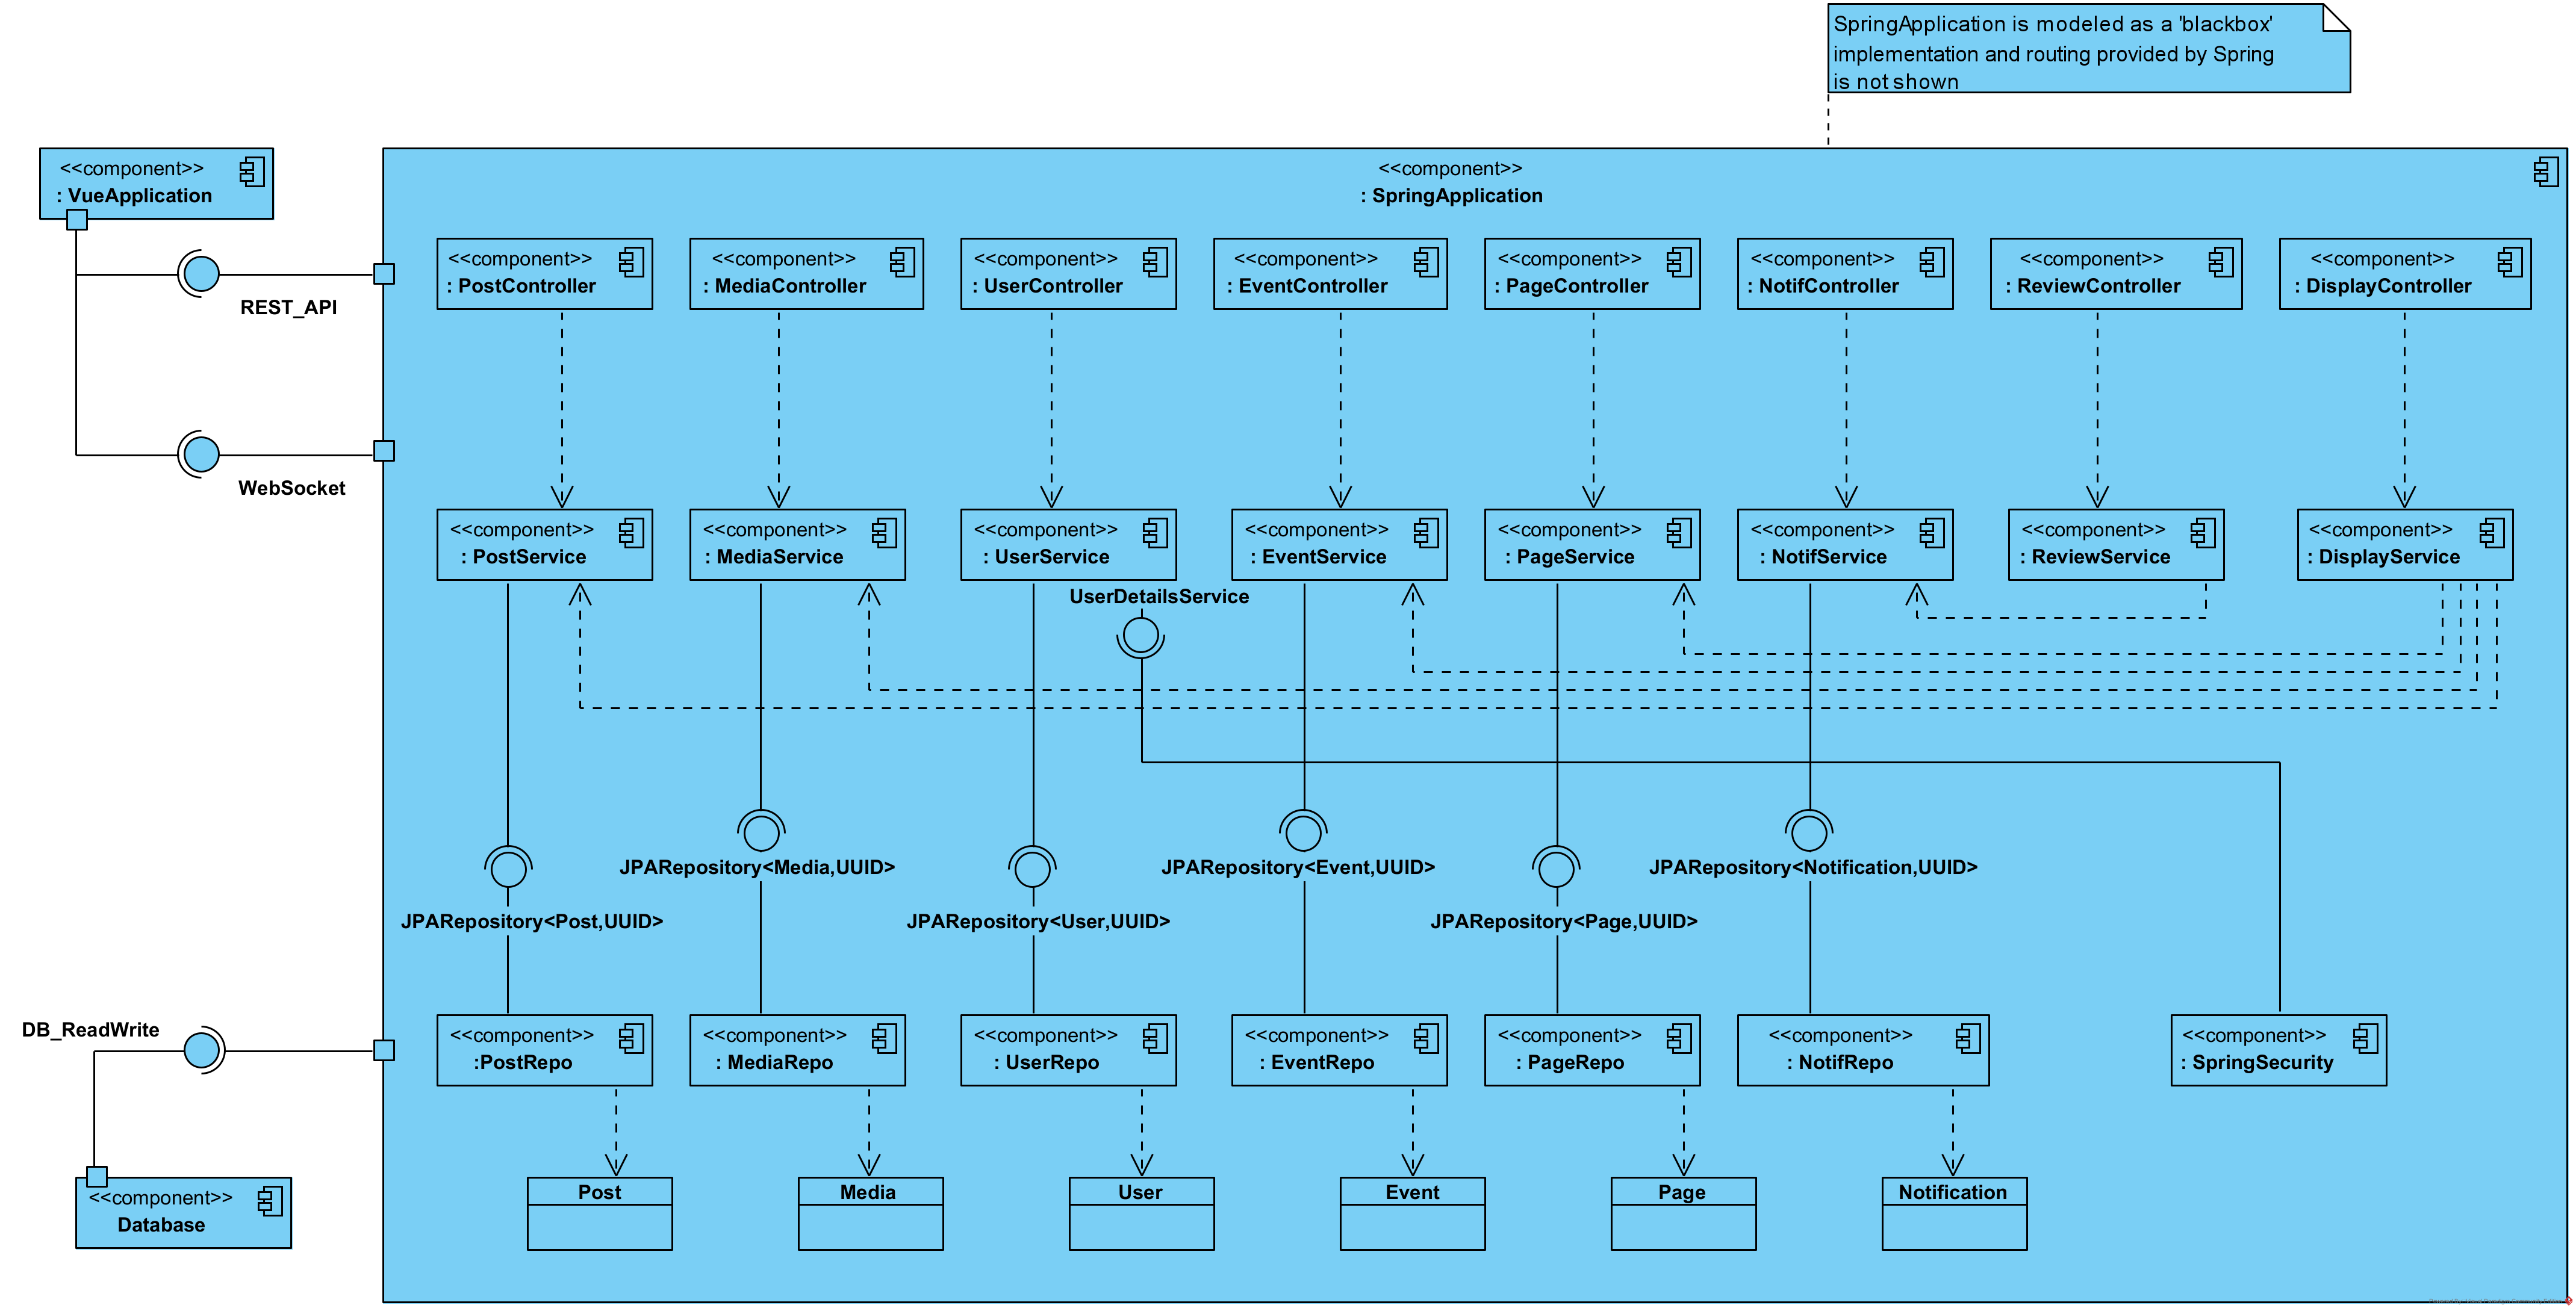 SpringApplication is modeled as a 'blackbox'
implementation and routing provided by Spring
is not shown
<<component>>
: VueApplication
<<component>>
: SpringApplication
<<component>>
: PostController
<<component>>
: MediaController
<<component>>
: UserController
<<component>>
: EventController
<<component>>
: PageController
<<component>>
: NotifController
<<component>>
: ReviewController
<<component>>
: DisplayController
REST_API
WebSocket
<<component>>
: PostService
<<component>>
: MediaService
<<component>>
: UserService
<<component>>
: EventService
<<component>>
: PageService
<<component>>
: NotifService
<<component>>
: ReviewService
<<component>>
: DisplayService
UserDetailsService
JPARepository<Media,UUID>
JPARepository<Event,UUID>
JPARepository<Notification,UUID>
JPARepository<Post,UUID>
JPARepository<User,UUID>
JPARepository<Page,UUID>
DB_ReadWrite
<<component>>
:PostRepo
<<component>>
: MediaRepo
<<component>>
: UserRepo
<<component>>
: EventRepo
<<component>>
: PageRepo
<<component>>
: NotifRepo
<<component>>
: SpringSecurity
<<component>>
Database
Post
Media
User
Event
Page
Notification